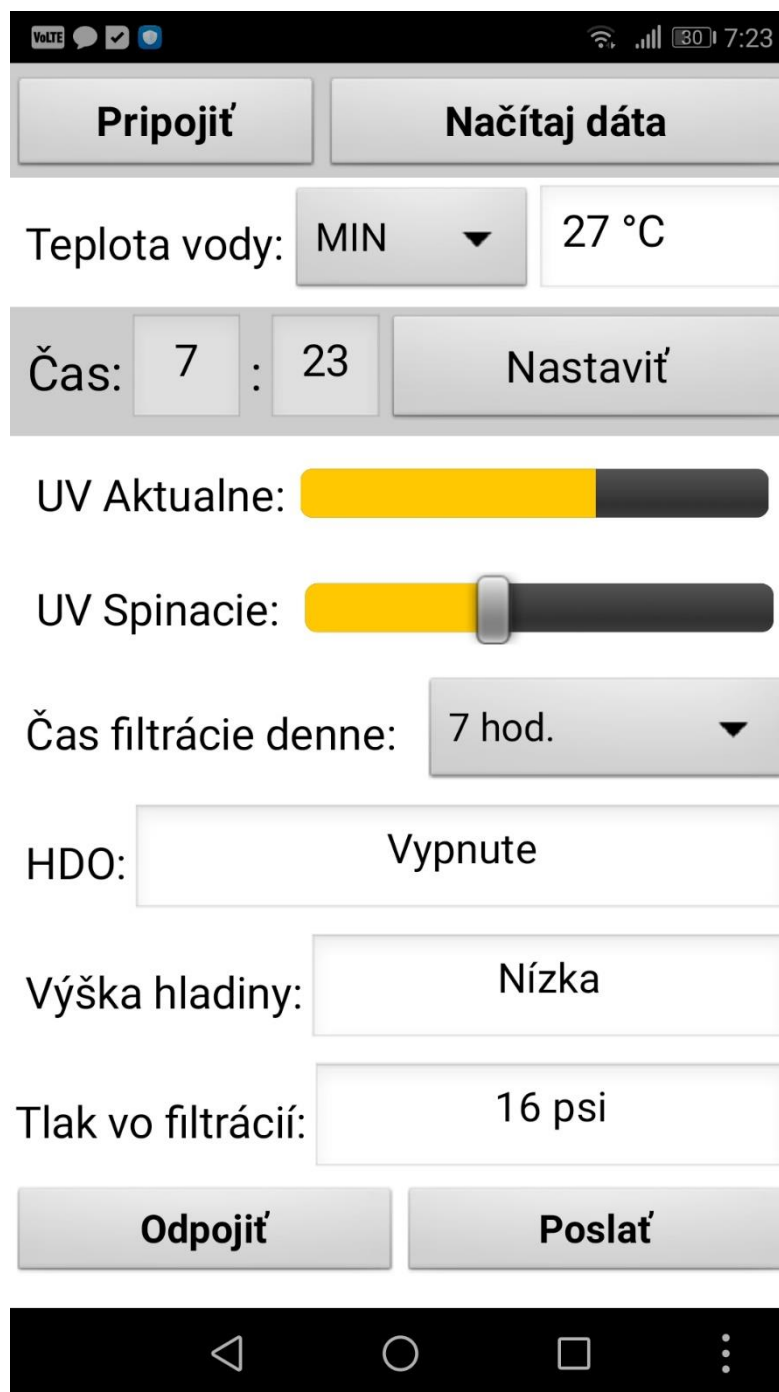 VoLTE 30 7:23
Pripojiť Načítaj dáta
Teplota vody: MIN 27 °C
Čas: 7 : 23 Nastaviť
UV Aktualne:
UV Spinacie:
Čas filtrácie denne: 7 hod.
HDO: Vypnute
Výška hladiny: Nízka
Tlak vo filtrácií: 16 psi
Odpojiť Poslať